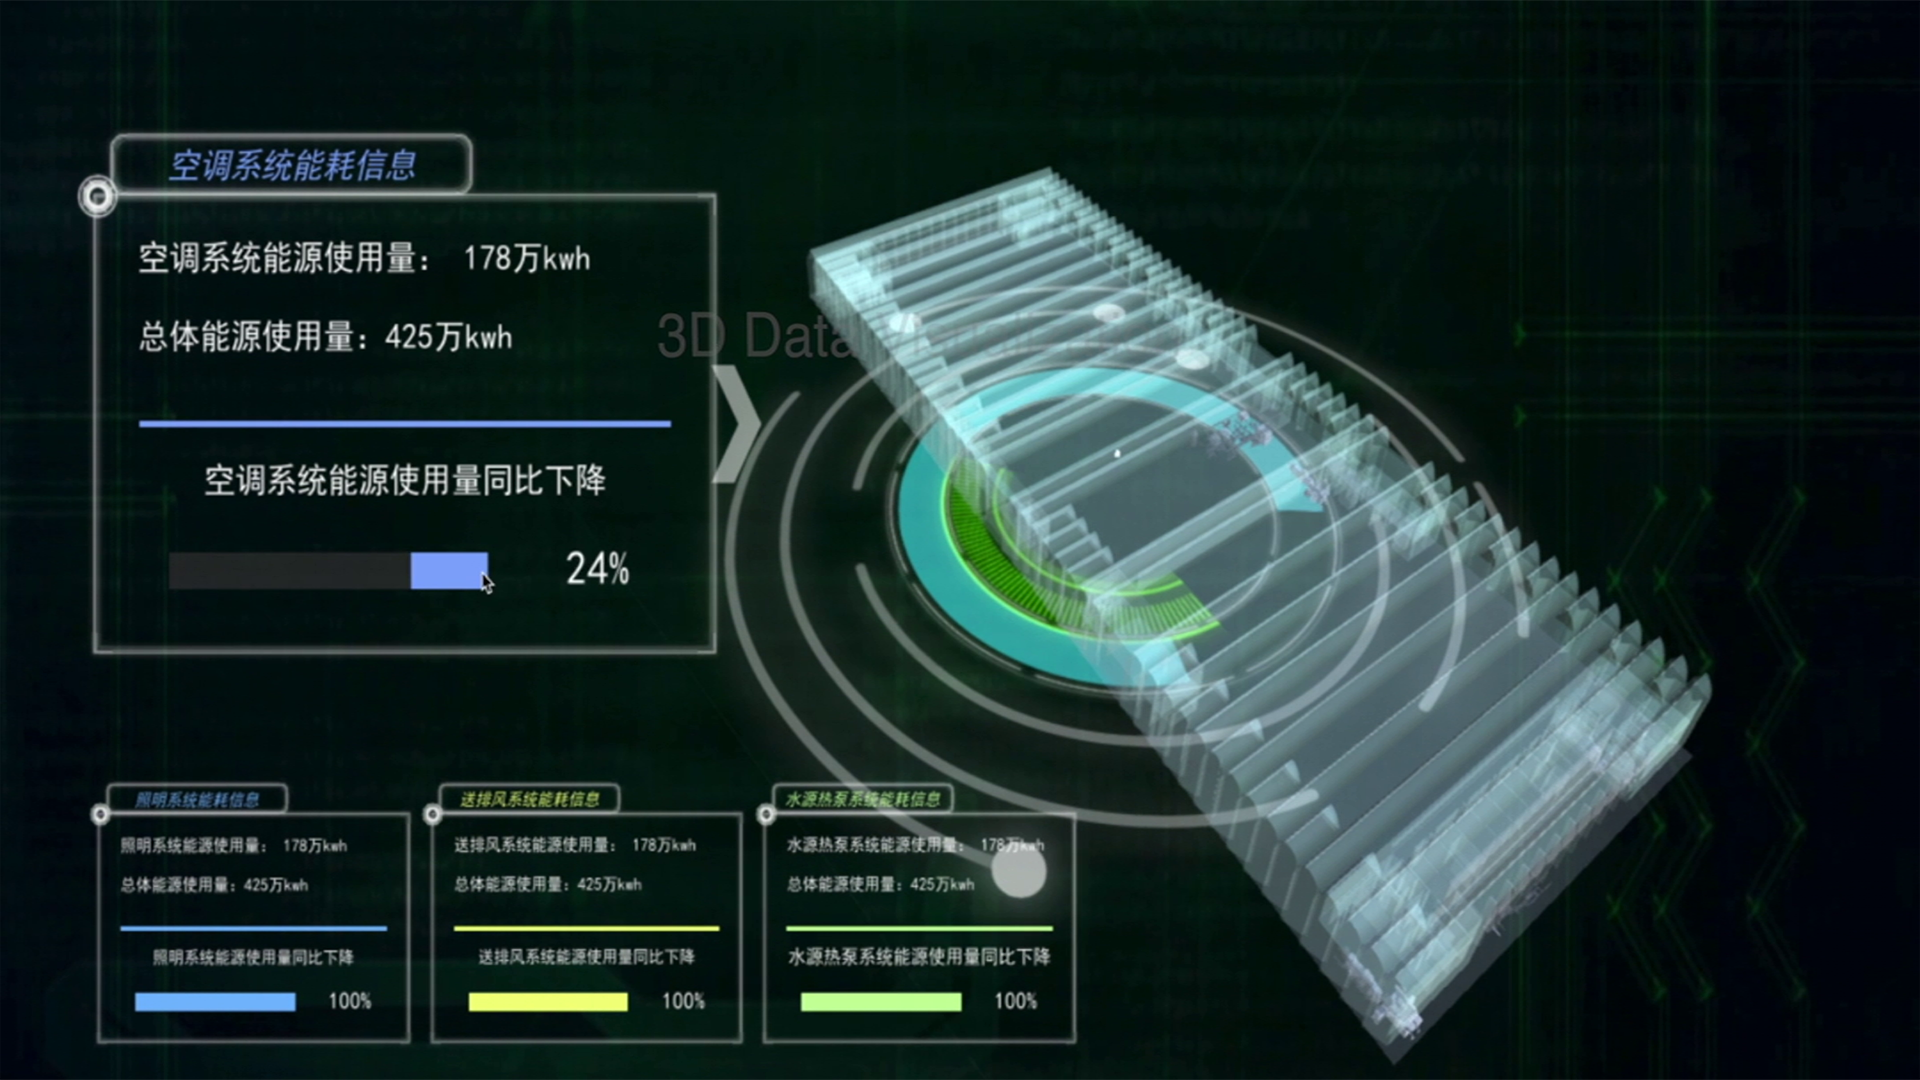 空调系统能耗信息
空调系统能源使用量： 178万kwh
总体能源使用量：425万kwh
空调系统能源使用量同比下降
24%
3D Data
照明系统能耗信息
照明系统能源使用量： 178万kwh
总体能源使用量：425万kwh
照明系统能源使用量同比下降
100%
送排风系统能耗信息
送排风系统能源使用量： 178万kwh
总体能源使用量：425万kwh
送排风系统能源使用量同比下降
100%
水源热泵系统能耗信息
水源热泵系统能源使用量： 178万kwh
总体能源使用量：425万kwh
水源热泵系统能源使用量同比下降
100%